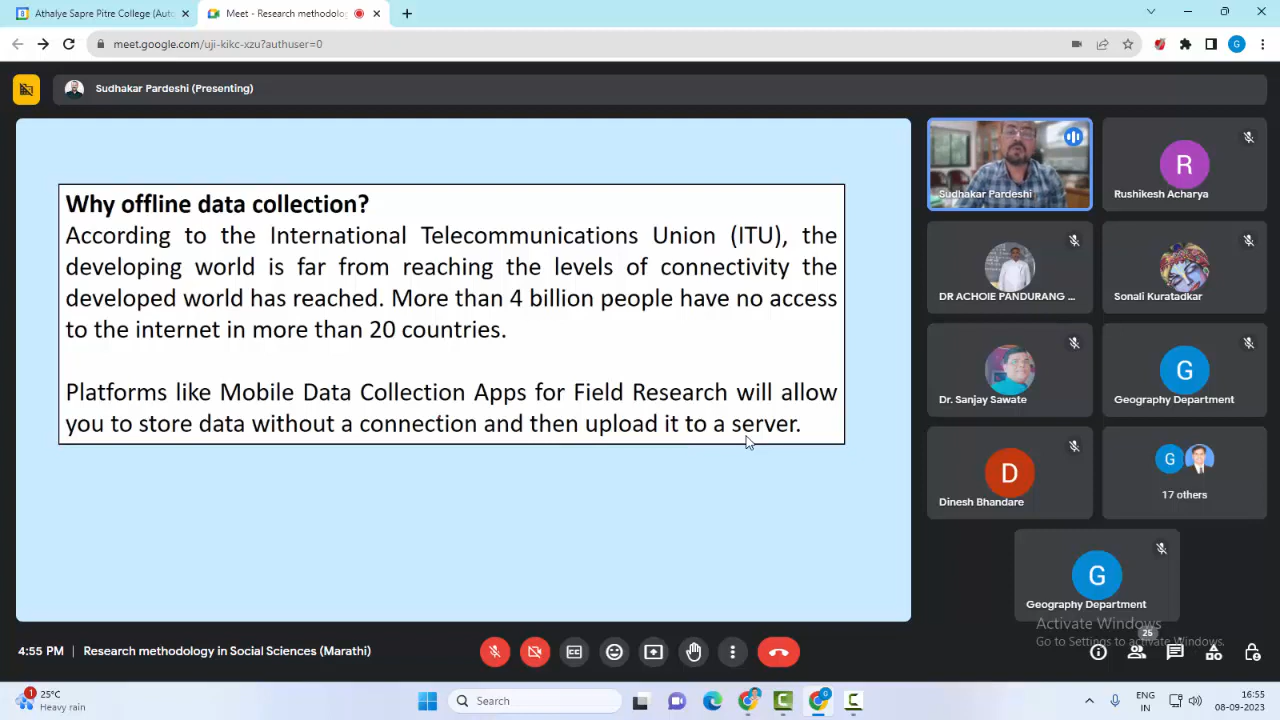 Athalye Sapre Pitre College (Auto
Meet - Research methodolo
meet.google.com/uji-kikc-xzu?authuser=0
G
Sudhakar Pardeshi (Presenting)
Why offline data collection?
According to the International Telecommunications Union (ITU), the
developing world is far from reaching the levels of connectivity the
developed world has reached. More than 4 billion people have no access
to the internet in more than 20 countries.
Platforms like Mobile Data Collection Apps for Field Research will allow
you to store data without a connection and then upload it to a server.
Sudhakar Pardeshi
R
Rushikesh Acharya
DR ACHOIE PANDURANG ...
Sonali Kuratadkar
Dr. Sanjay Sawate
G
Geography Department
D
Dinesh Bhandare
G
17 others
G
Geography Department
Activate Windows
Go to Settings to activate Windows.
25
4:55 PM | Research methodology in Social Sciences (Marathi)
CC
1
25°C
Heavy rain
Search
ENG
IN
16:55
08-09-2023